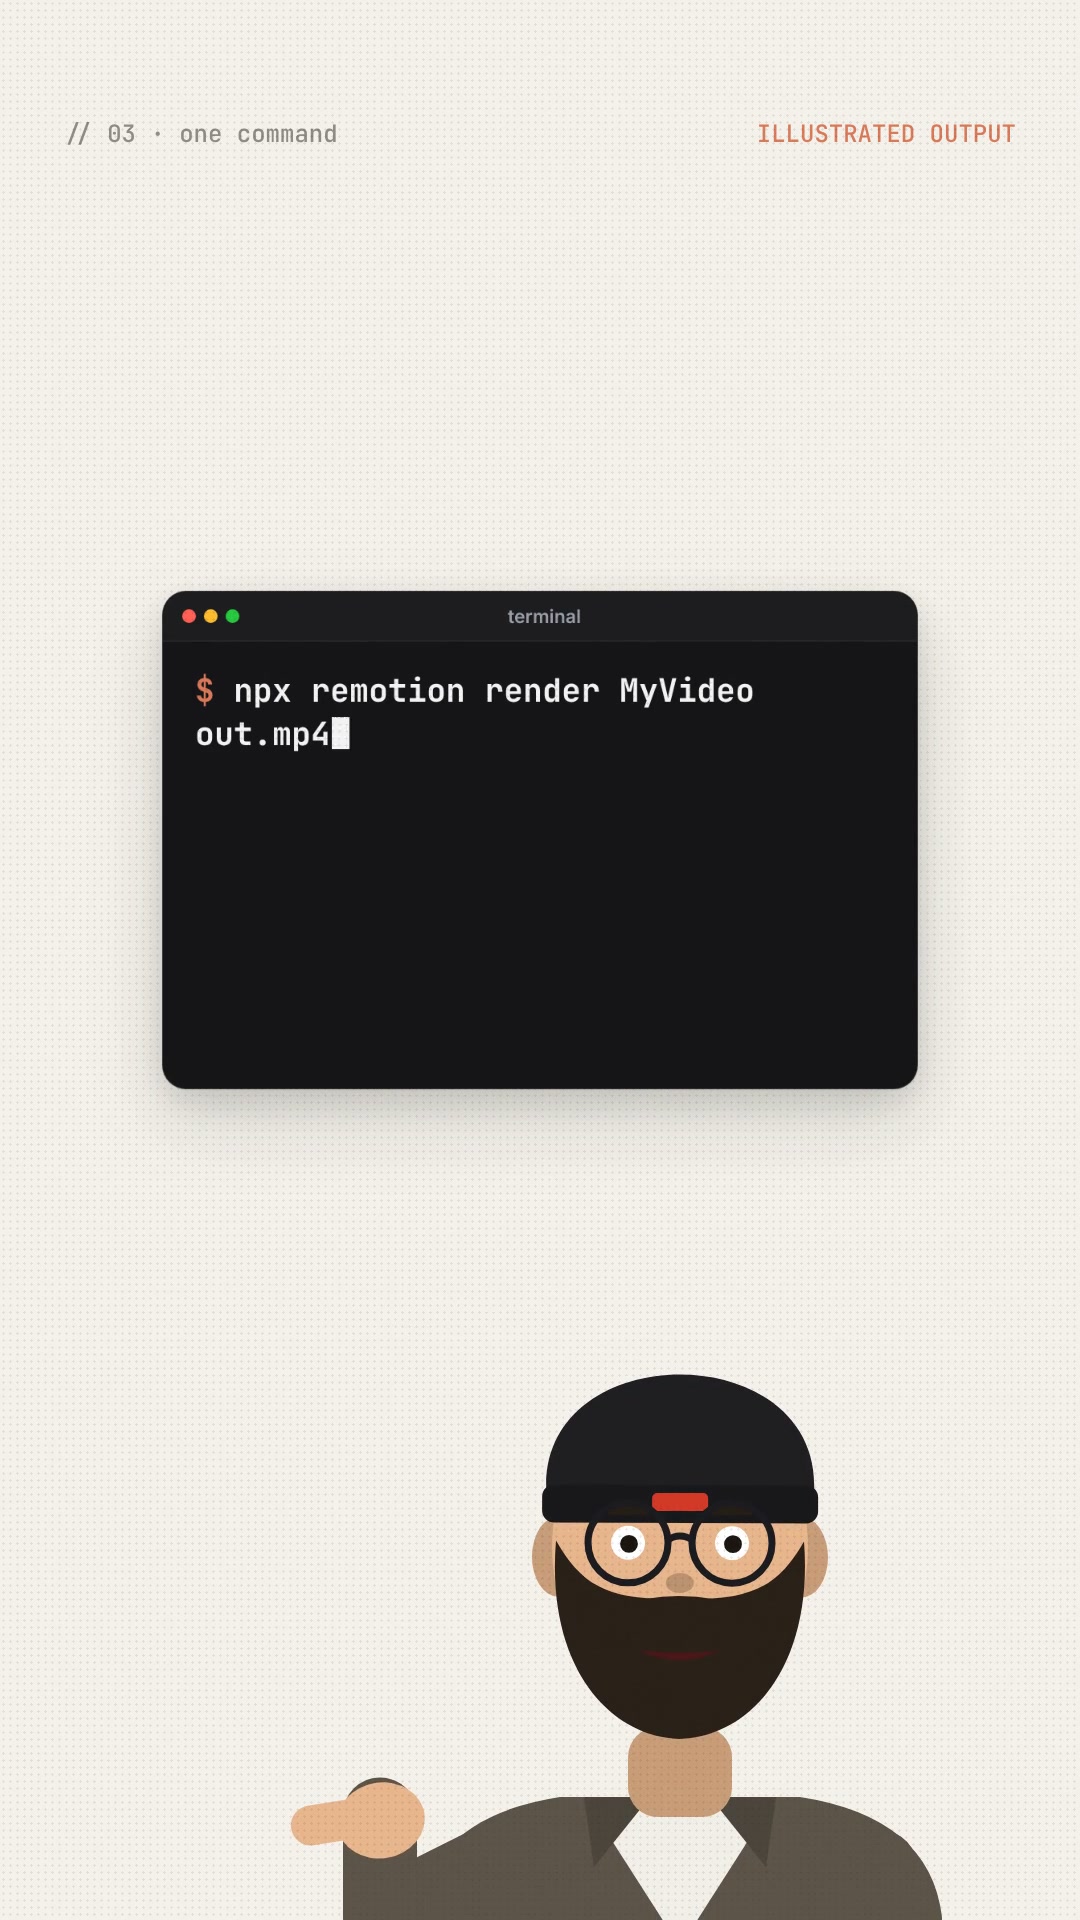 // 03 · one command
ILLUSTRATED OUTPUT
terminal
$ npx remotion render MyVideo
out.mp4